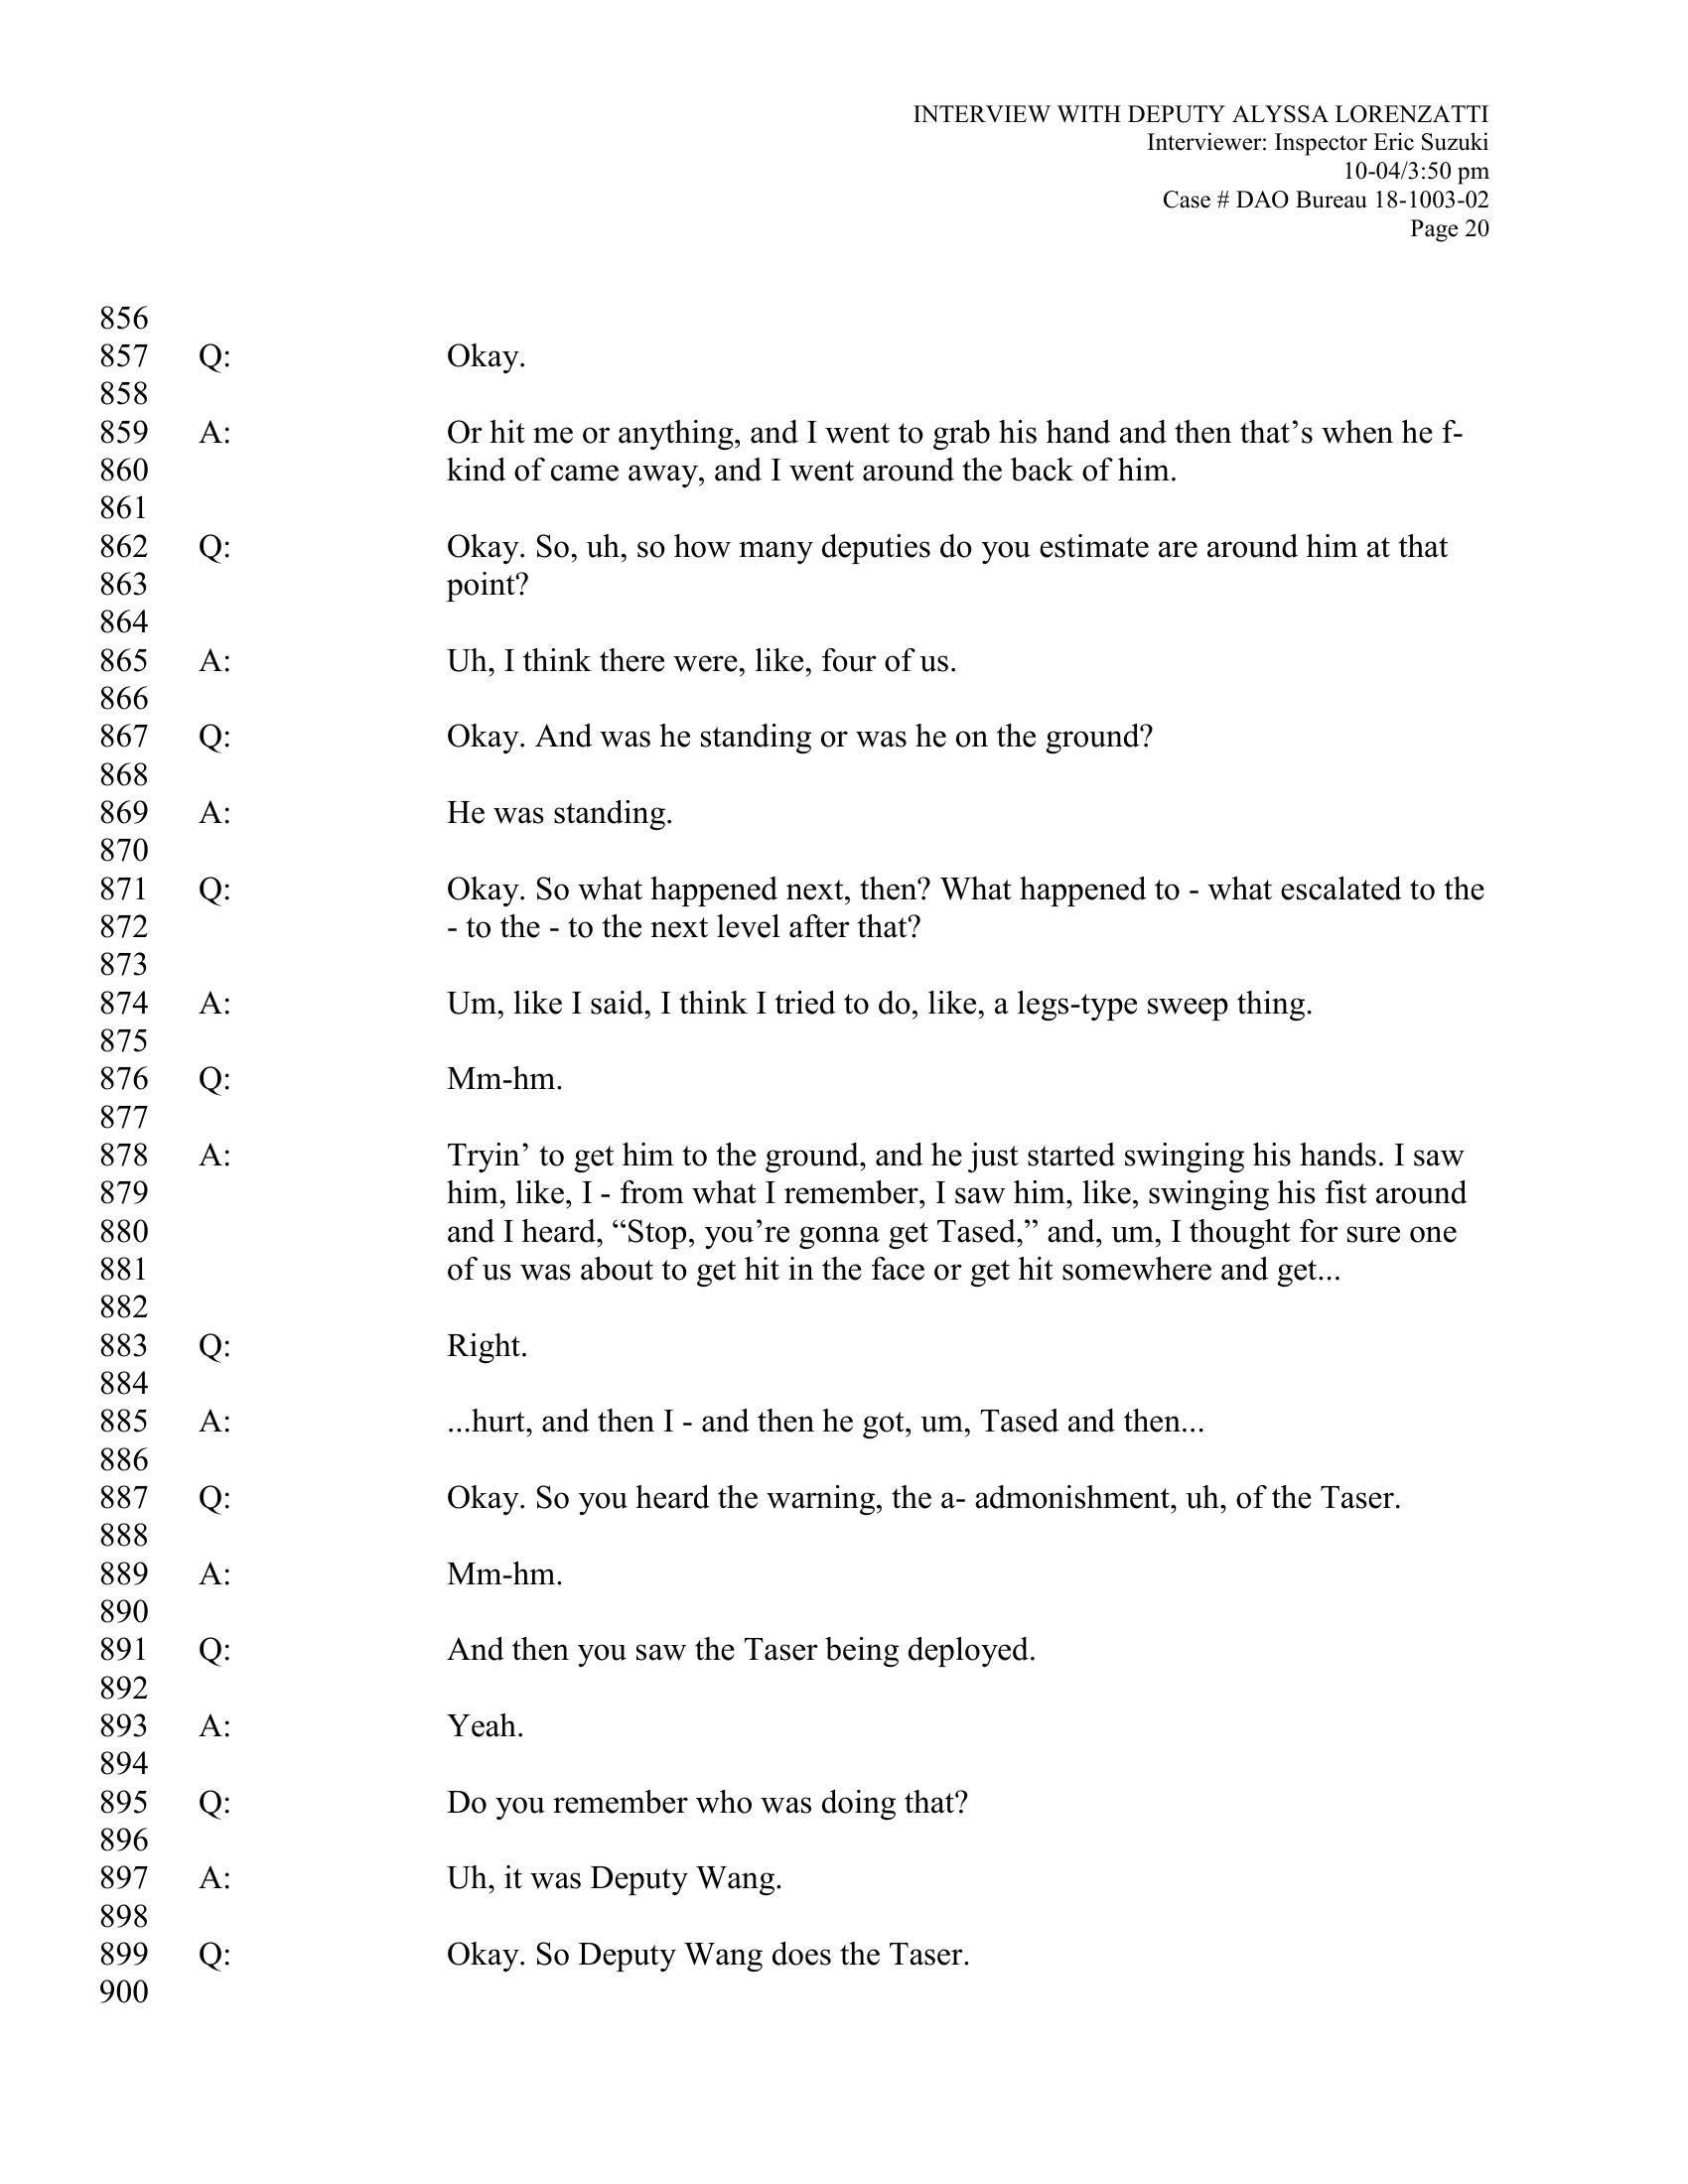 INTERVIEW WITH DEPUTY ALYSSA LORENZATTI
Interviewer: Inspector Eric Suzuki
10-04/3:50 pm
Case # DAO Bureau 18-1003-02
Page 20
856
857 Q: Okay.
858
859 A: Or hit me or anything, and I went to grab his hand and then that’s when he f-
860 kind of came away, and I went around the back of him.
861
862 Q: Okay. So, uh, so how many deputies do you estimate are around him at that
863 point?
864
865 A: Uh, I think there were, like, four of us.
866
867 Q: Okay. And was he standing or was he on the ground?
868
869 A: He was standing.
870
871 Q: Okay. So what happened next, then? What happened to - what escalated to the
872 - to the - to the next level after that?
873
874 A: Um, like I said, I think I tried to do, like, a legs-type sweep thing.
875
876 Q: Mm-hm.
877
878 A: Tryin’ to get him to the ground, and he just started swinging his hands. I saw
879 him, like, I - from what I remember, I saw him, like, swinging his fist around
880 and I heard, “Stop, you’re gonna get Tased,” and, um, I thought for sure one
881 of us was about to get hit in the face or get hit somewhere and get...
882
883 Q: Right.
884
885 A: ...hurt, and then I - and then he got, um, Tased and then...
886
887 Q: Okay. So you heard the warning, the a- admonishment, uh, of the Taser.
888
889 A: Mm-hm.
890
891 Q: And then you saw the Taser being deployed.
892
893 A: Yeah.
894
895 Q: Do you remember who was doing that?
896
897 A: Uh, it was Deputy Wang.
898
899 Q: Okay. So Deputy Wang does the Taser.
900